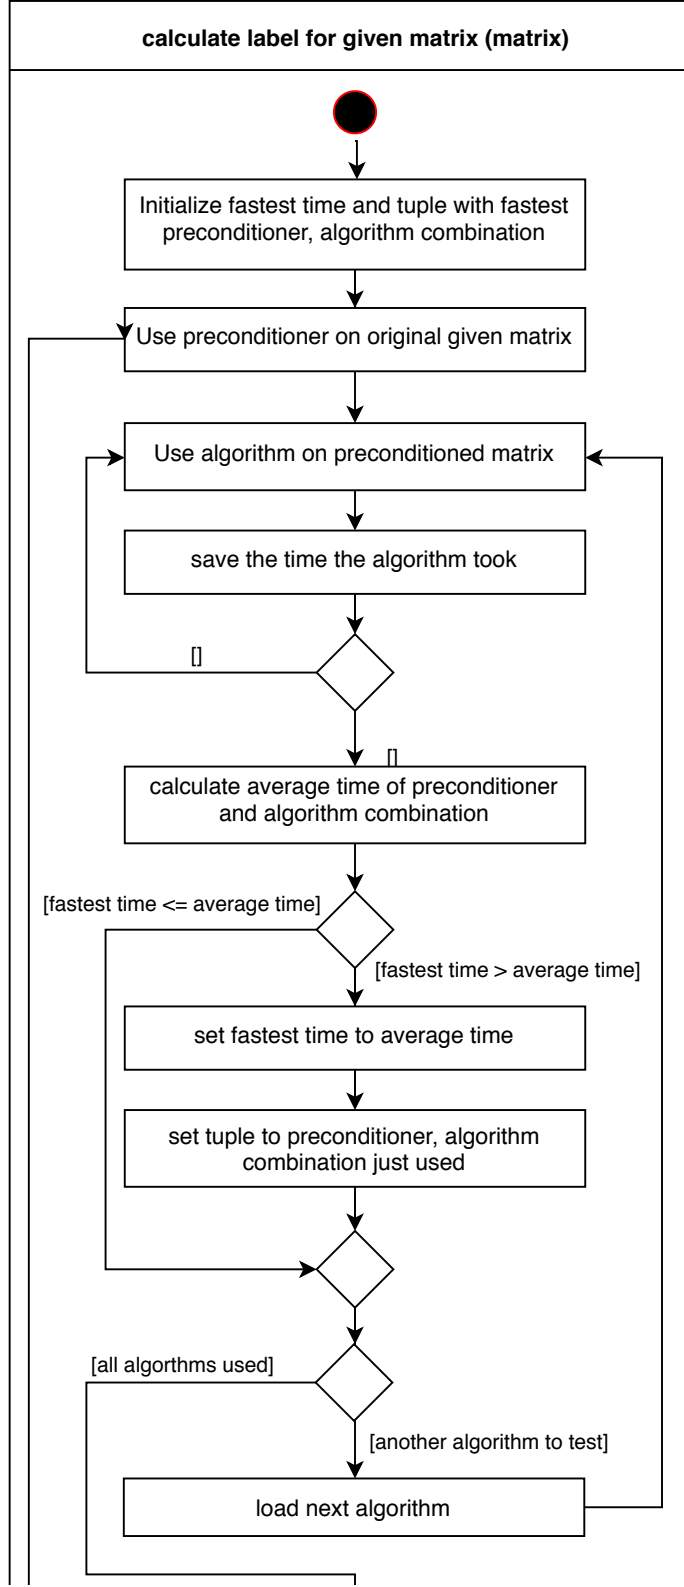 calculate label for given matrix (matrix)
Initialize fastest time and tuple with fastest
preconditioner, algorithm combination
Use preconditioner on original given matrix
Use algorithm on preconditioned matrix
save the time the algorithm took
[]
[]
calculate average time of preconditioner
and algorithm combination
[fastest time <= average time]
[fastest time > average time]
set fastest time to average time
set tuple to preconditioner, algorithm
combination just used
[all algorthms used]
[another algorithm to test]
load next algorithm